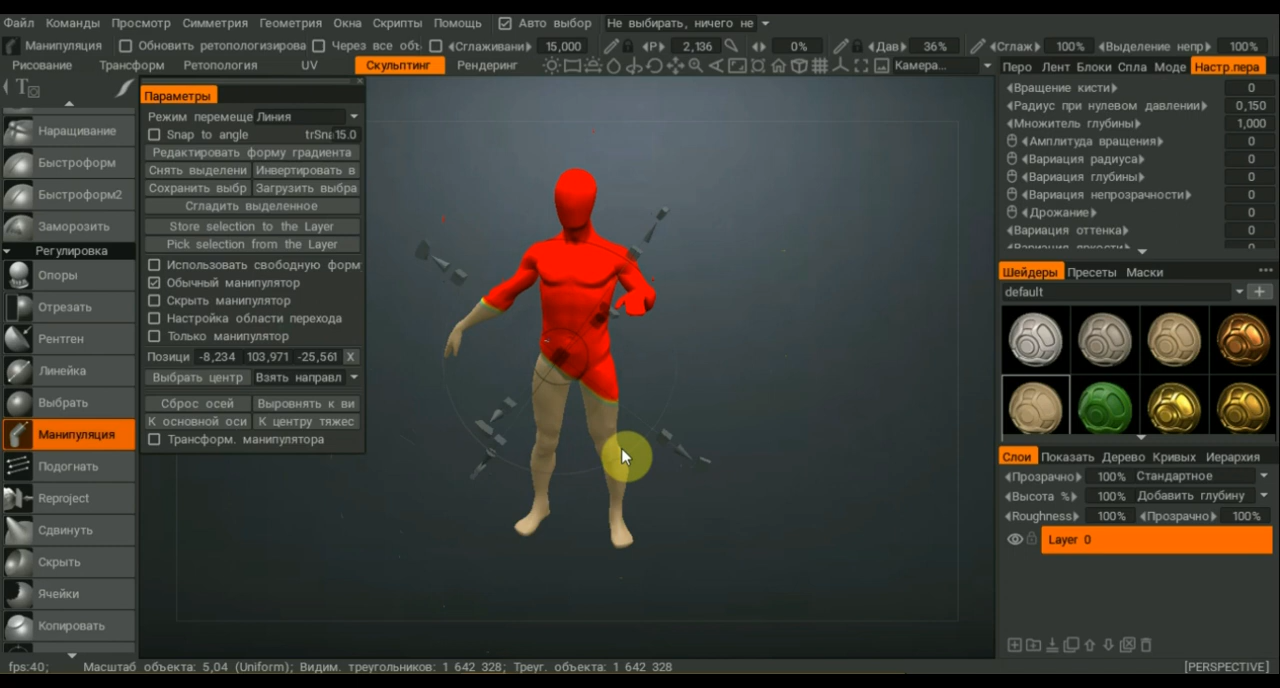 Файл Команды Просмотр Симметрия Геометрия Окна Скрипты Помощь Авто выбор Не выбирать, ничего не
Манипуляция Обновить ретопологизирова Через все объ Сглаживани 15,000 Р 2,136 0% Дав 36% Сглаж 100% Выделение непр 100%
Рисование Трансформ Ретопология UV Скульптинг Рендеринг Камера...
Перо Лент Блоки Спла Моде Настр.пера
Наращивание
Быстроформ
Быстроформ2
Заморозить
Регулировка
Опоры
Отрезать
Рентген
Линейка
Выбрать
Манипуляция
Подогнать
Reproject
Сдвинуть
Скрыть
Ячейки
Копировать
Параметры
Режим перемеще Линия
Snap to angle trSna 15.0
Редактировать форму градиента
Снять выделени Инвертировать в
Сохранить выбр Загрузить выбра
Сгладить выделенное
Store selection to the Layer
Pick selection from the Layer
Использовать свободную форм
Обычный манипулятор
Скрыть манипулятор
Настройка области перехода
Только манипулятор
Позици -8,234 103,971 -25,561 X
Выбрать центр Взять направл
Сброс осей Выровнять к ви
К основной оси К центру тяжес
Трансформ. манипулятора
Вращение кисти 0
Радиус при нулевом давлении 0,150
Множитель глубины 1,000
Амплитуда вращения 0
Вариация радиуса 0
Вариация глубины 0
Вариация непрозрачности 0
Дрожание 0
Вариация оттенка 0
Шейдеры Пресеты Маски
default
Слои Показать Дерево Кривых Иерархия
Прозрачно 100% Стандартное
Высота % 100% Добавить глубину
Roughness 100% Прозрачно 100%
Layer 0
fps:40; Масштаб объекта: 5,04 (Uniform); Видим. треугольников: 1 642 328; Треуг. объекта: 1 642 328 [PERSPECTIVE]